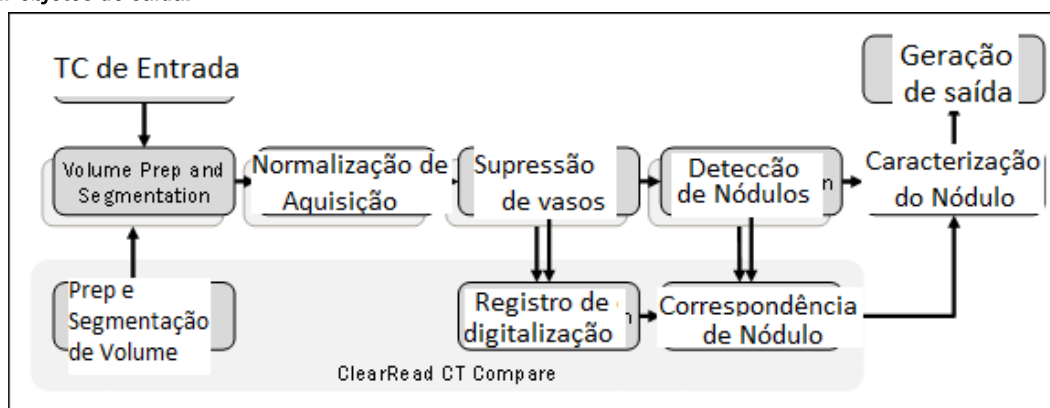 TC de Entrada
Geração
de saída
Volume Prep and
Segmentation
Normalização de
Aquisição
Supressão
de vasos
Detecção
de Nódulos
Caracterização
do Nódulo
Prep e
Segmentação
de Volume
Registro de
digitalização
Correspondência
de Nódulo
ClearRead CT Compare